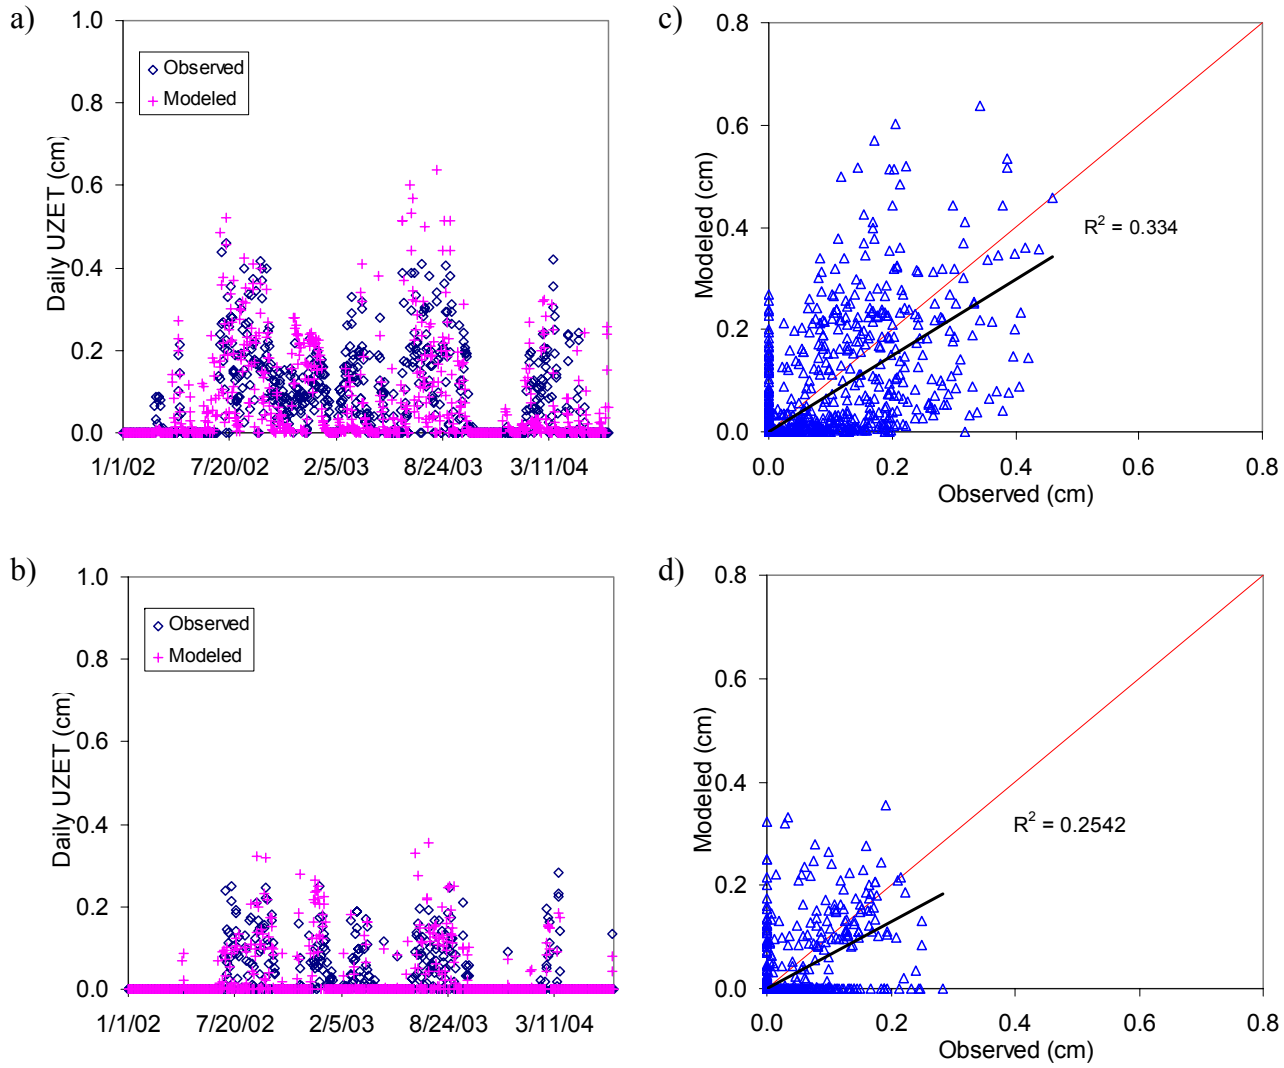 a)
1.0
0.8
0.6
0.4
0.2
0.0
Daily UZET (cm)
Observed
Modeled
1/1/02 7/20/02 2/5/03 8/24/03 3/11/04
c)
0.8
0.6
0.4
0.2
0.0
Modeled (cm)
R² = 0.334
0.0 0.2 0.4 0.6 0.8
Observed (cm)
b)
1.0
0.8
0.6
0.4
0.2
0.0
Daily UZET (cm)
Observed
Modeled
1/1/02 7/20/02 2/5/03 8/24/03 3/11/04
d)
0.8
0.6
0.4
0.2
0.0
Modeled (cm)
R² = 0.2542
0.0 0.2 0.4 0.6 0.8
Observed (cm)